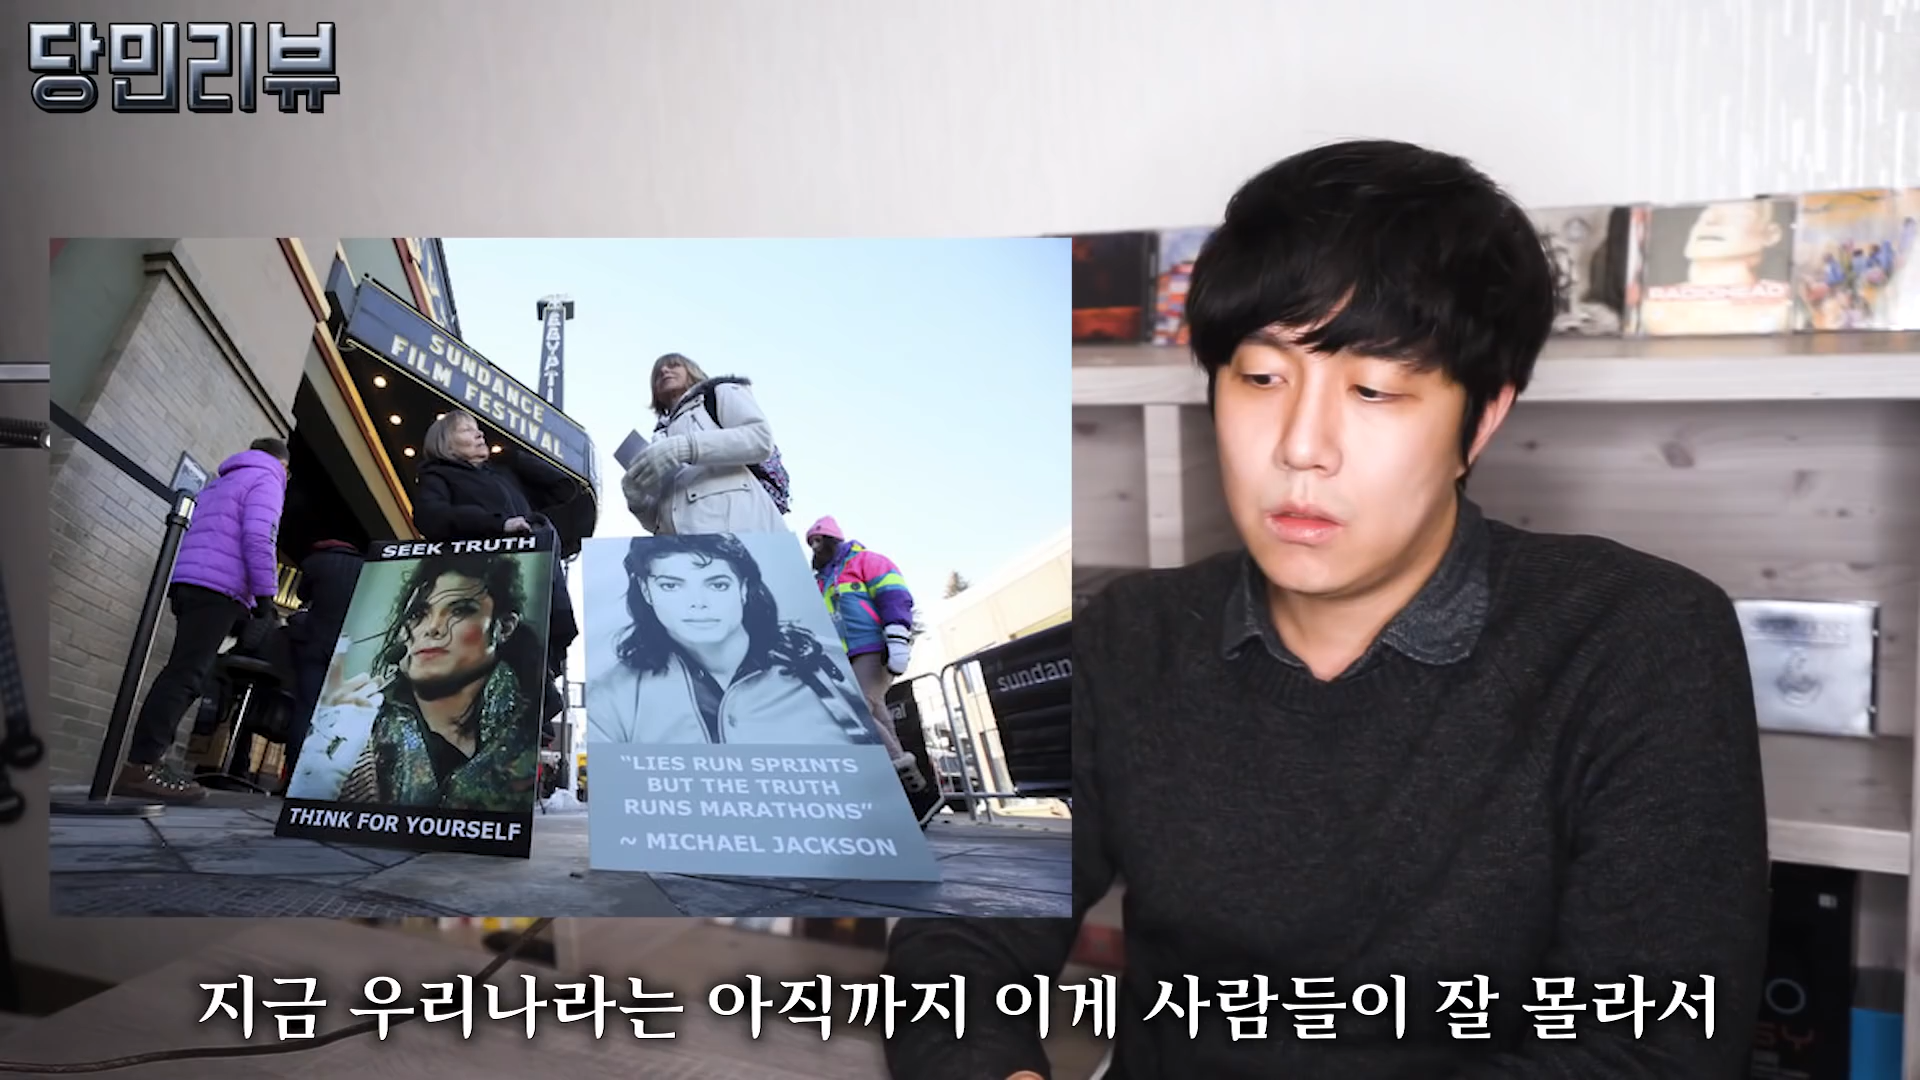 당민리뷰
SUNDANCE
FILM FESTIVAL
EGYPTI
SEEK TRUTH
THINK FOR YOURSELF
"LIES RUN SPRINTS
BUT THE TRUTH
RUNS MARATHONS"
~ MICHAEL JACKSON
sundan
RADIOHEAD
지금 우리나라는 아직까지 이게 사람들이 잘 몰라서